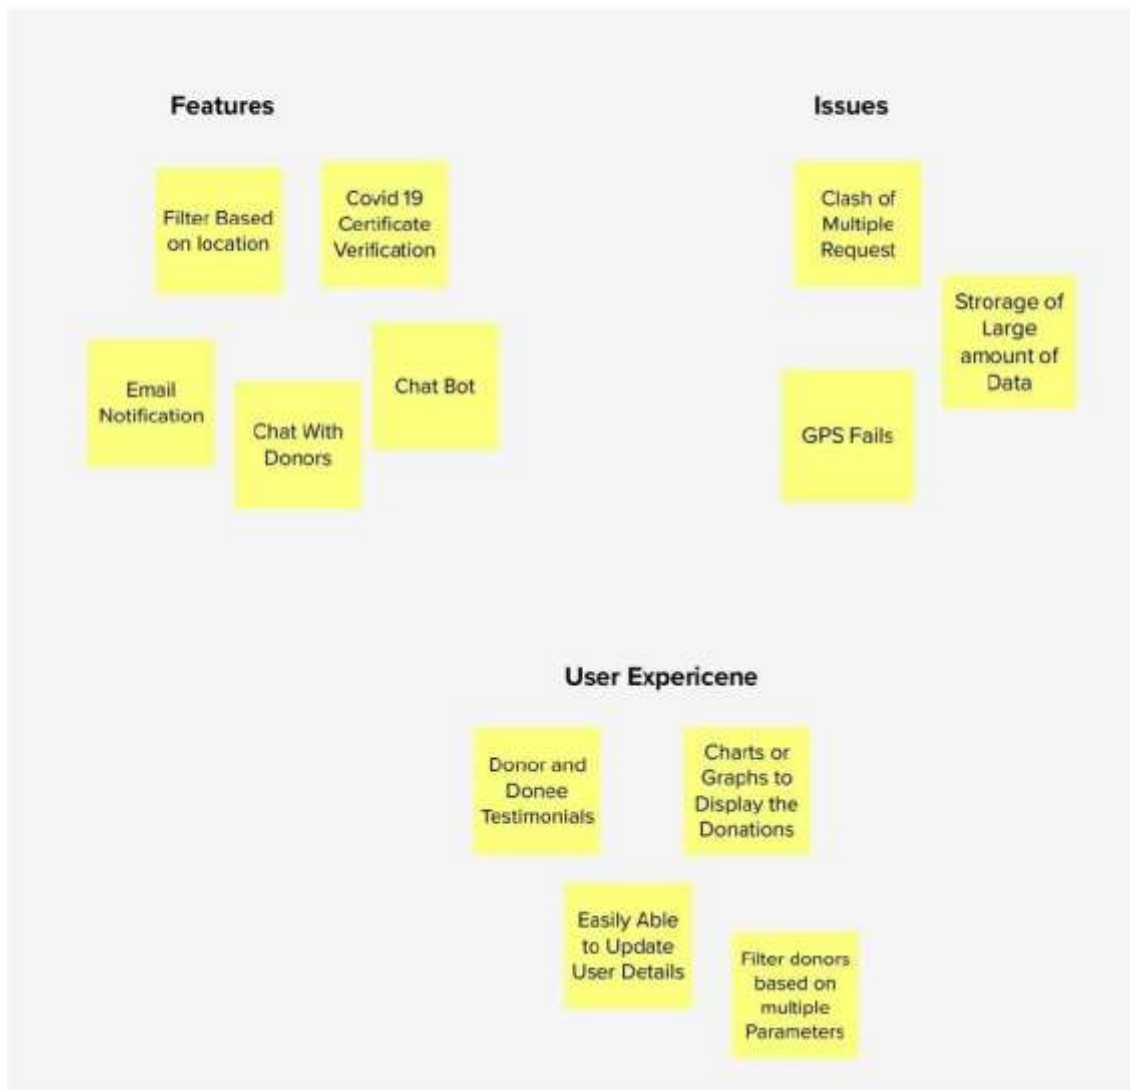 Features
Filter Based
on location
Covid 19
Certificate
Verification
Email
Notification
Chat With
Donors
Chat Bot
Issues
Clash of
Multiple
Request
Strorage of
Large
amount of
Data
GPS Fails
User Expericene
Donor and
Donee
Testimonials
Charts or
Graphs to
Display the
Donations
Easily Able
to Update
User Details
Filter donors
based on
multiple
Parameters